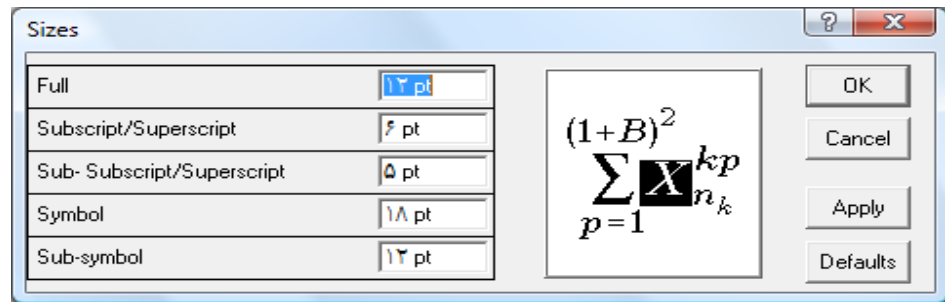 Sizes
Full ۱۲ pt
Subscript/Superscript ۶ pt
Sub- Subscript/Superscript ۵ pt
Symbol ۱۸ pt
Sub-symbol ۱۲ pt
(1+B)²
∑ X kp
n k
p=1
OK
Cancel
Apply
Defaults